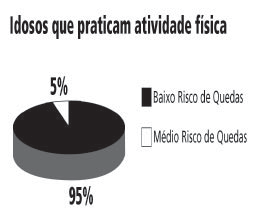 Idosos que praticam atividade física
5%
Baixo Risco de Quedas
Médio Risco de Quedas
95%